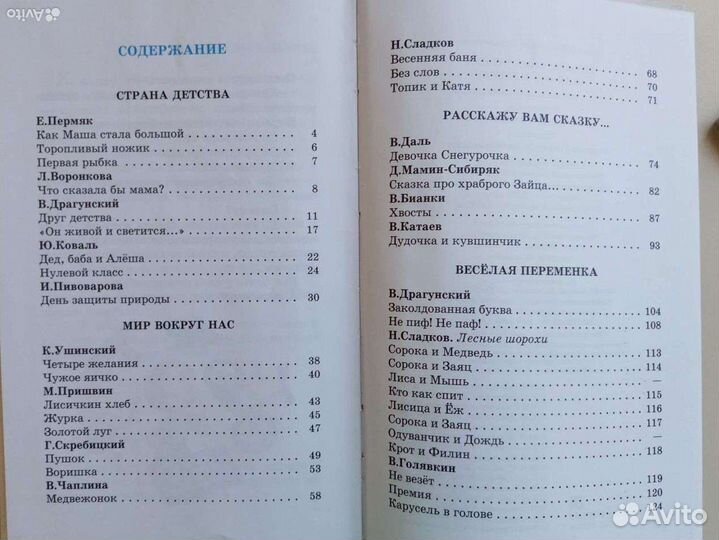 Avito
СОДЕРЖАНИЕ
СТРАНА ДЕТСТВА
Е.Пермяк
Как Маша стала большой 4
Торопливый ножик 6
Первая рыбка 7
Л.Воронкова
Что сказала бы мама? 8
В.Драгунский
Друг детства 11
«Он живой и светится...» 17
Ю.Коваль
Дед, баба и Алёша 22
Нулевой класс 24
И.Пивоварова
День защиты природы 30
МИР ВОКРУГ НАС
К.Ушинский
Четыре желания 38
Чужое яичко 40
М.Пришвин
Лисичкин хлеб 43
Журка 45
Золотой луг 47
Г.Скребицкий
Пушок 49
Воришка 53
В.Чаплина
Медвежонок 58
Н.Сладков
Весенняя баня 68
Без слов 70
Топик и Катя 71
РАССКАЖУ ВАМ СКАЗКУ...
В.Даль
Девочка Снегурочка 74
Д.Мамин-Сибиряк
Сказка про храброго Зайца... 82
В.Бианки
Хвосты 87
В.Катаев
Дудочка и кувшинчик 93
ВЕСЁЛАЯ ПЕРЕМЕНКА
В.Драгунский
Заколдованная буква 104
Не пиф! Не паф! 108
Н.Сладков. Лесные шорохи
Сорока и Медведь 113
Сорока и Заяц 114
Лиса и Мышь —
Кто как спит 115
Лисица и Ёж 116
Сорока и Заяц 117
Одуванчик и Дождь —
Крот и Филин 118
В.Голявкин
Не везёт 119
Премия 120
Карусель в голове 124
Avito